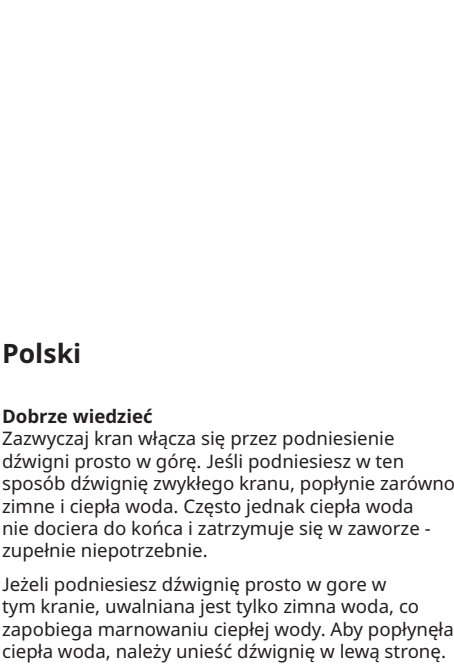 Polski
Dobrze wiedzieć
Zazwyczaj kran włącza się przez podniesienie
dźwigni prosto w górę. Jeśli podniesiesz w ten
sposób dźwignię zwykłego kranu, popłynie zarówno
zimne i ciepła woda. Często jednak ciepła woda
nie dociera do końca i zatrzymuje się w zaworze -
zupełnie niepotrzebnie.
Jeżeli podniesiesz dźwignię prosto w gore w
tym kranie, uwalniana jest tylko zimna woda, co
zapobiega marnowaniu ciepłej wody. Aby popłynęła
ciepła woda, należy unieść dźwignię w lewą stronę.